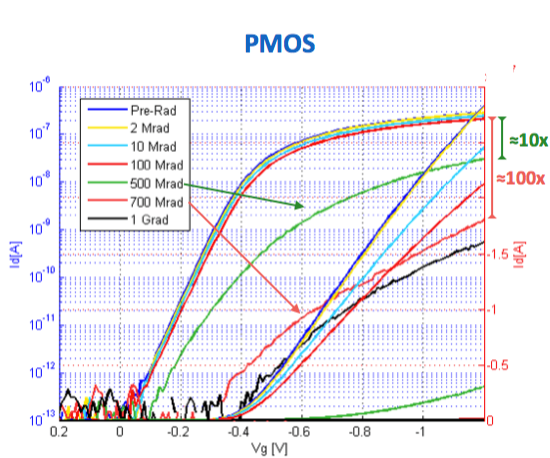 PMOS
10^-6
10^-7
10^-8
10^-9
10^-10
10^-11
10^-12
10^-13
Id[A]
Pre-Rad
2 Mrad
10 Mrad
100 Mrad
500 Mrad
700 Mrad
1 Grad
≈10x
≈100x
-1.5
-1
-0.5
0
Id[A]
0.2 0 -0.2 -0.4 -0.6 -0.8 -1
Vg [V]